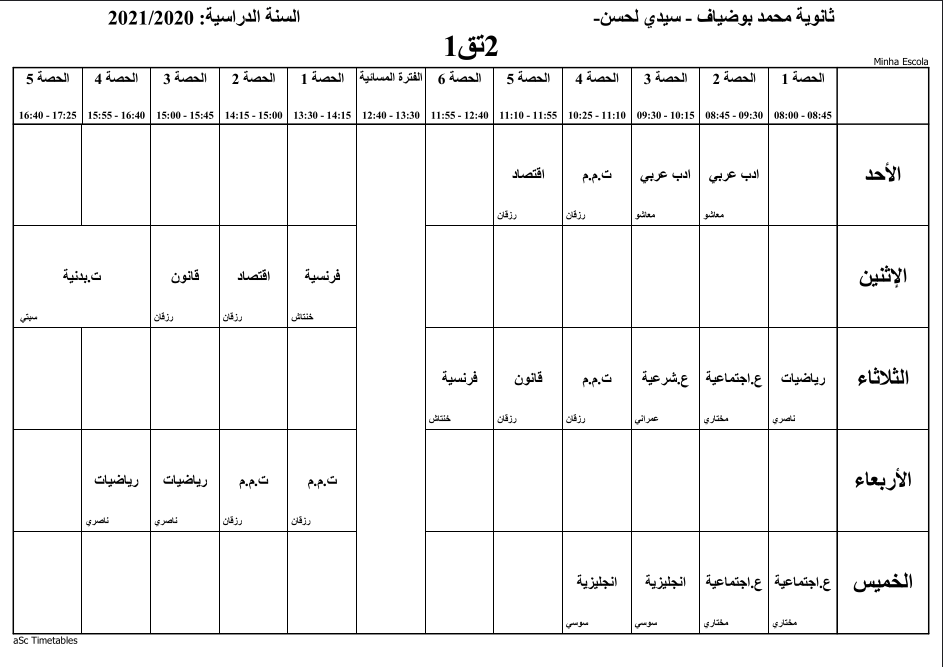 ثانوية محمد بوضياف - سيدي لحسن-
السنة الدراسية: 2021/2020
2تق1
Minha Escola
الحصة 1 الحصة 2 الحصة 3 الحصة 4 الحصة 5 الحصة 6 الفترة المسائية الحصة 1 الحصة 2 الحصة 3 الحصة 4 الحصة 5
08:00 - 08:45 08:45 - 09:30 09:30 - 10:15 10:25 - 11:10 11:10 - 11:55 11:55 - 12:40 12:40 - 13:30 13:30 - 14:15 14:15 - 15:00 15:00 - 15:45 15:55 - 16:40 16:40 - 17:25
الأحد ادب عربي ادب عربي ت.م.م اقتصاد
معاشو معاشو رزقان رزقان
الإثنين فرنسية اقتصاد قانون ت.بدنية
خنتاش رزقان رزقان سبتي
الثلاثاء رياضيات ع.اجتماعية ع.شرعية ت.م.م قانون فرنسية
ناصري مختاري عمراني رزقان رزقان خنتاش
الأربعاء ت.م.م ت.م.م رياضيات رياضيات
رزقان رزقان ناصري ناصري
الخميس ع.اجتماعية ع.اجتماعية انجليزية انجليزية
مختاري مختاري سوسي سوسي
aSc Timetables